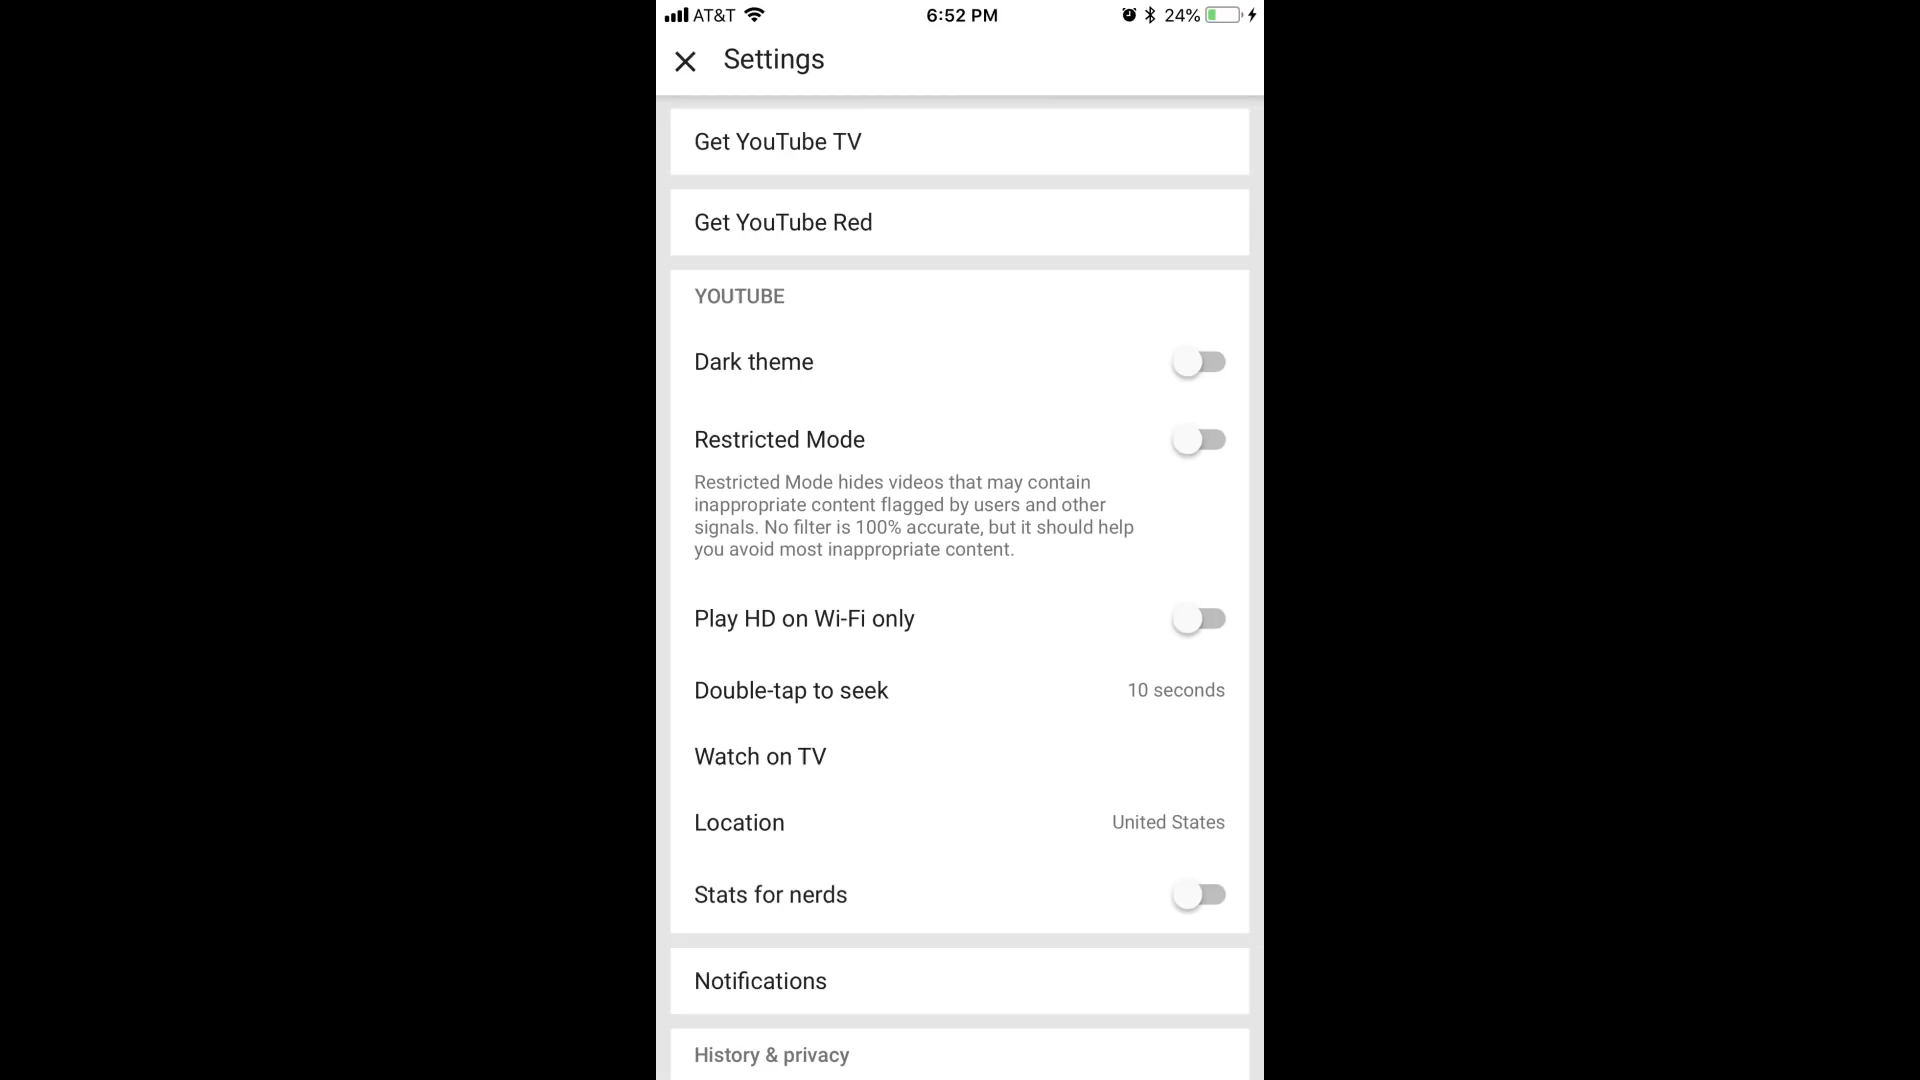 AT&T 6:52 PM 24%
Settings
Get YouTube TV
Get YouTube Red
YOUTUBE
Dark theme
Restricted Mode
Restricted Mode hides videos that may contain
inappropriate content flagged by users and other
signals. No filter is 100% accurate, but it should help
you avoid most inappropriate content.
Play HD on Wi-Fi only
Double-tap to seek 10 seconds
Watch on TV
Location United States
Stats for nerds
Notifications
History & privacy